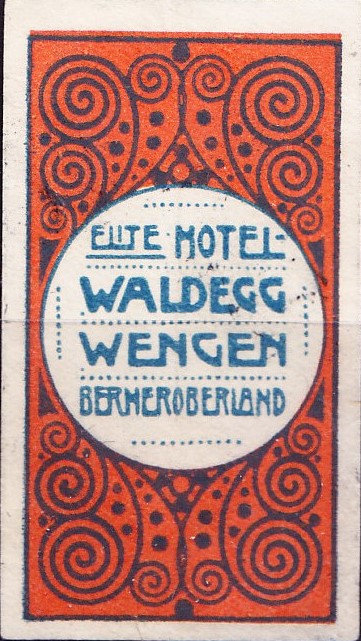 ELITE HOTEL-
WALDEGG
WENGEN
BERNEROBERLAND